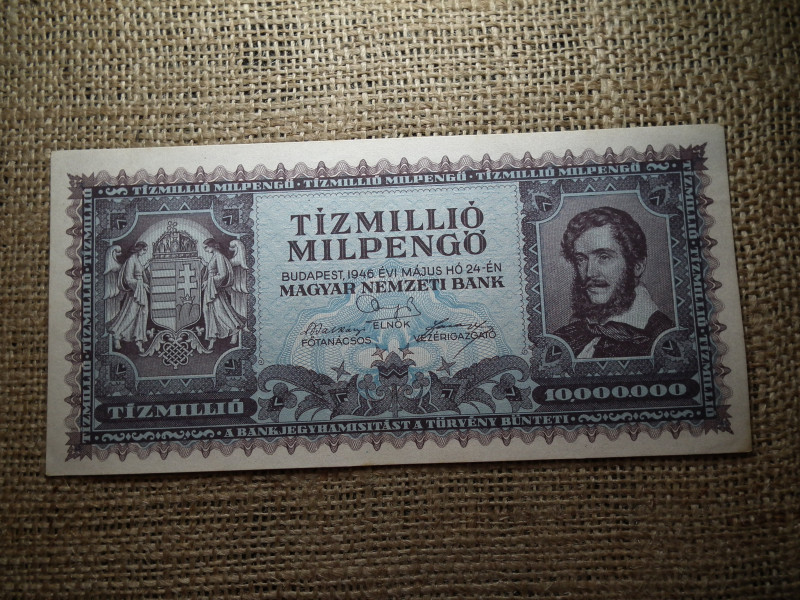 TÍZMILLIÓ MILPENGŐ · TÍZMILLIÓ MILPENGŐ · TÍZMILLIÓ MILPENGŐ
TÍZMILLIÓ
MILPENGŐ
BUDAPEST, 1946 ÉVI MÁJUS HÓ 24-ÉN
MAGYAR NEMZETI BANK
ELNÖK
FŐTANÁCSOS VEZÉRIGAZGATÓ
TÍZMILLIÓ
10,000.000
A BANKJEGYHAMISÍTÁST A TÖRVÉNY BÜNTETI